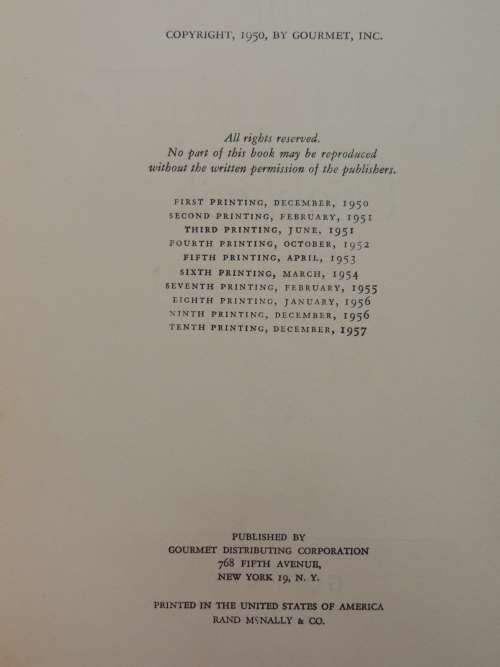 COPYRIGHT, 1950, BY GOURMET, INC.
All rights reserved.
No part of this book may be reproduced
without the written permission of the publishers.
FIRST PRINTING, DECEMBER, 1950
SECOND PRINTING, FEBRUARY, 1951
THIRD PRINTING, JUNE, 1951
FOURTH PRINTING, OCTOBER, 1952
FIFTH PRINTING, APRIL, 1953
SIXTH PRINTING, MARCH, 1954
SEVENTH PRINTING, FEBRUARY, 1955
EIGHTH PRINTING, JANUARY, 1956
NINTH PRINTING, DECEMBER, 1956
TENTH PRINTING, DECEMBER, 1957
PUBLISHED BY
GOURMET DISTRIBUTING CORPORATION
768 FIFTH AVENUE,
NEW YORK 19, N. Y.
PRINTED IN THE UNITED STATES OF AMERICA
RAND MCNALLY & CO.